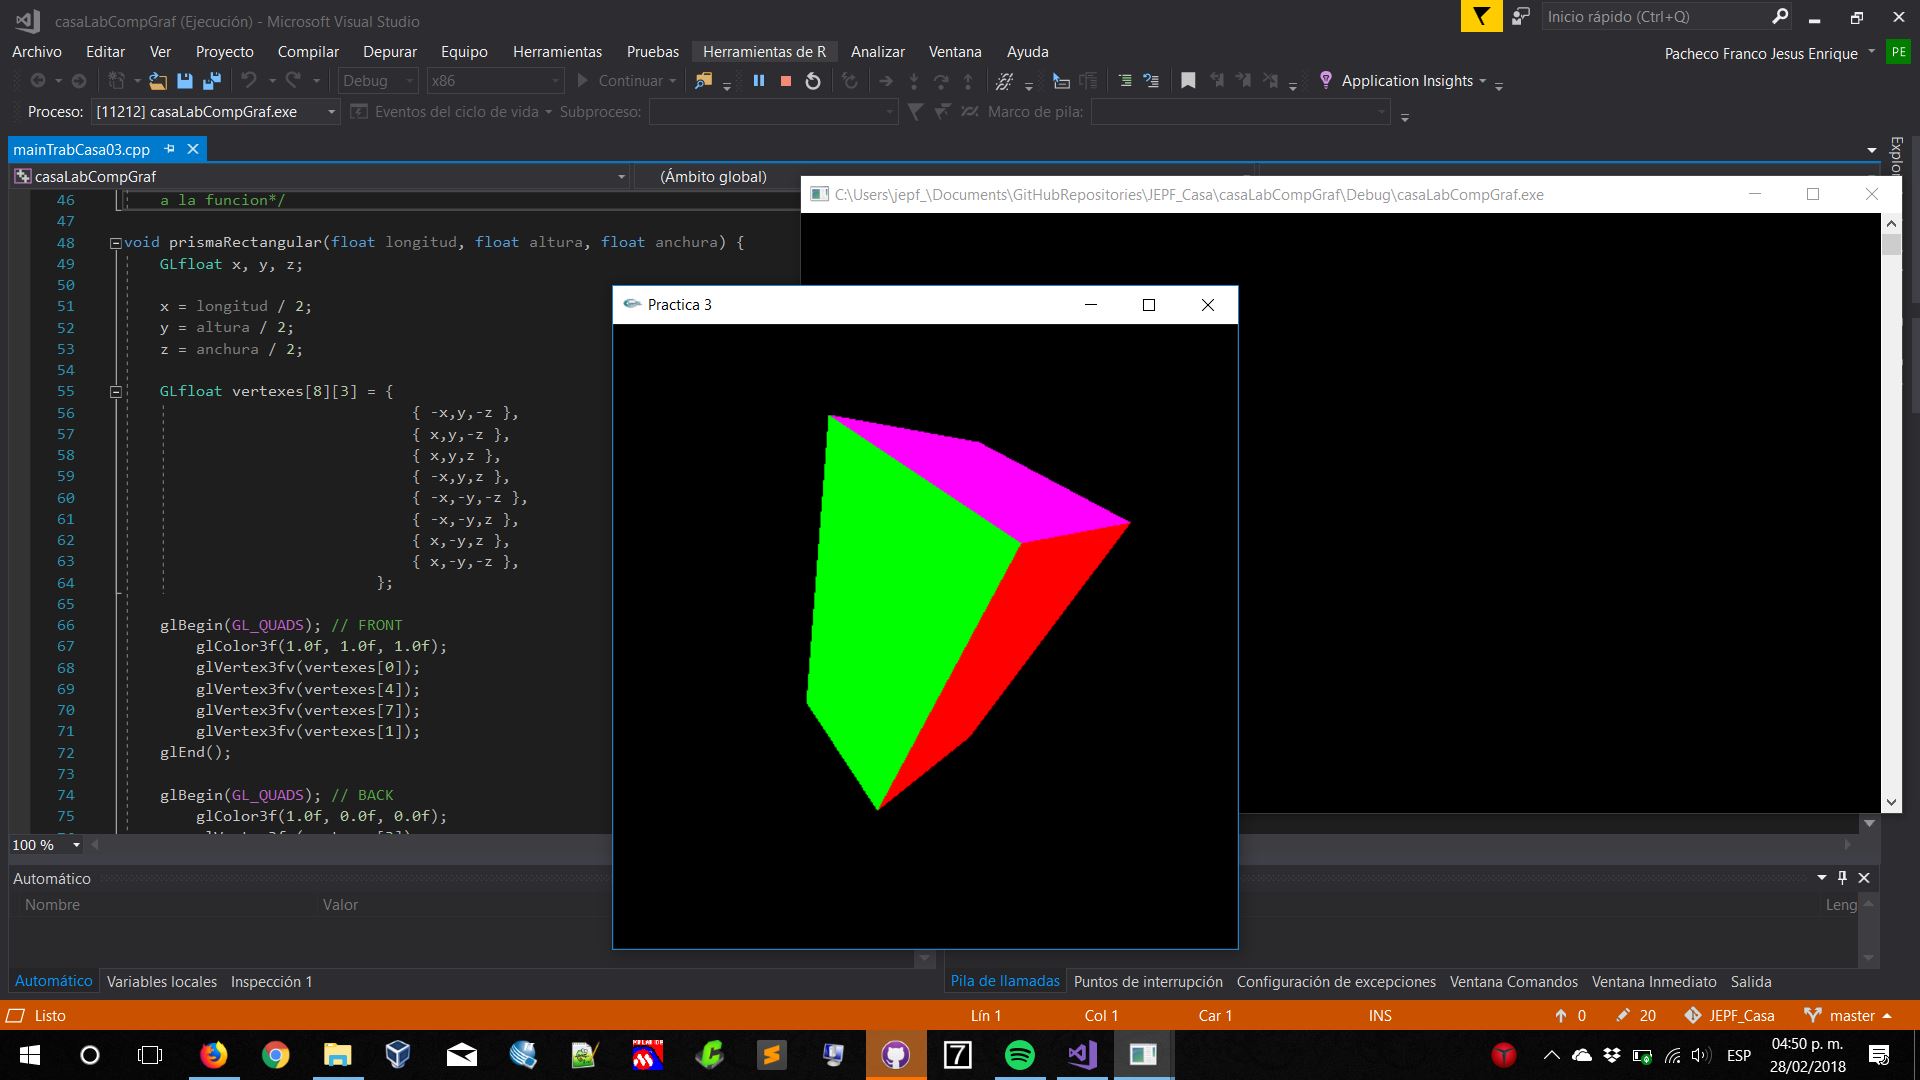 casaLabCompGraf (Ejecución) - Microsoft Visual Studio
Inicio rápido (Ctrl+Q)
Archivo Editar Ver Proyecto Compilar Depurar Equipo Herramientas Pruebas Herramientas de R Analizar Ventana Ayuda
Pacheco Franco Jesus Enrique PE
Debug x86 Continuar Application Insights
Proceso: [11212] casaLabCompGraf.exe Eventos del ciclo de vida Subproceso: Marco de pila:
mainTrabCasa03.cpp
casaLabCompGraf (Ámbito global)
Explo
C:\Users\jepf_\Documents\GitHubRepositories\JEPF_Casa\casaLabCompGraf\Debug\casaLabCompGraf.exe
Practica 3
46 a la funcion*/
47
48 void prismaRectangular(float longitud, float altura, float anchura) {
49 GLfloat x, y, z;
50
51 x = longitud / 2;
52 y = altura / 2;
53 z = anchura / 2;
54
55 GLfloat vertexes[8][3] = {
56 { -x,y,-z },
57 { x,y,-z },
58 { x,y,z },
59 { -x,y,z },
60 { -x,-y,-z },
61 { -x,-y,z },
62 { x,-y,z },
63 { x,-y,-z },
64 };
65
66 glBegin(GL_QUADS); // FRONT
67 glColor3f(1.0f, 1.0f, 1.0f);
68 glVertex3fv(vertexes[0]);
69 glVertex3fv(vertexes[4]);
70 glVertex3fv(vertexes[7]);
71 glVertex3fv(vertexes[1]);
72 glEnd();
73
74 glBegin(GL_QUADS); // BACK
75 glColor3f(1.0f, 0.0f, 0.0f);
100 %
Automático
Nombre Valor
Leng
Automático Variables locales Inspección 1
Pila de llamadas Puntos de interrupción Configuración de excepciones Ventana Comandos Ventana Inmediato Salida
Listo Lín 1 Col 1 Car 1 INS 0 20 JEPF_Casa master
ESP
04:50 p. m.
28/02/2018